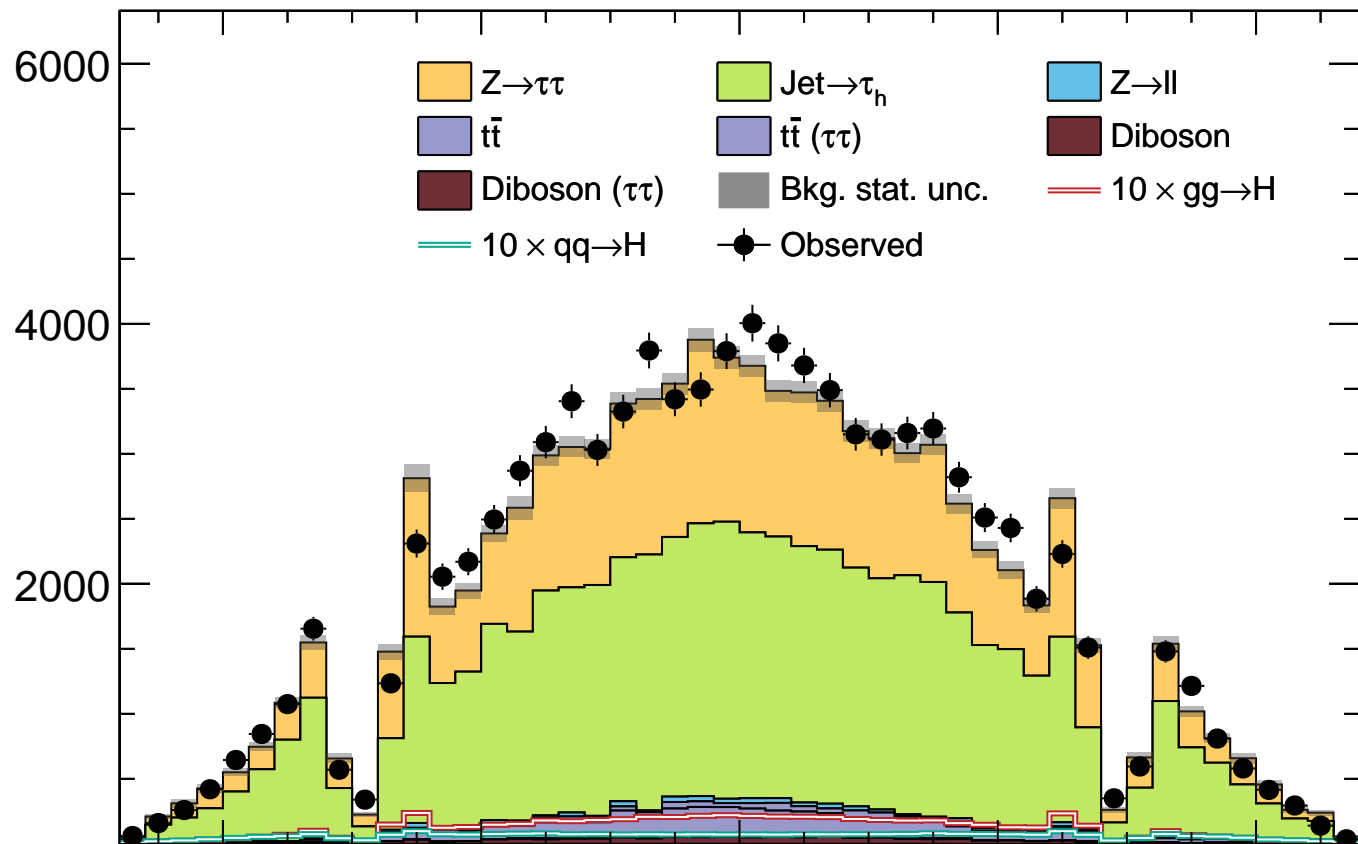 6000
Z→ττ Jet→τₕ Z→ll
tt̄ tt̄ (ττ) Diboson
Diboson (ττ) Bkg. stat. unc. 10 × gg→H
10 × qq→H Observed
4000
2000